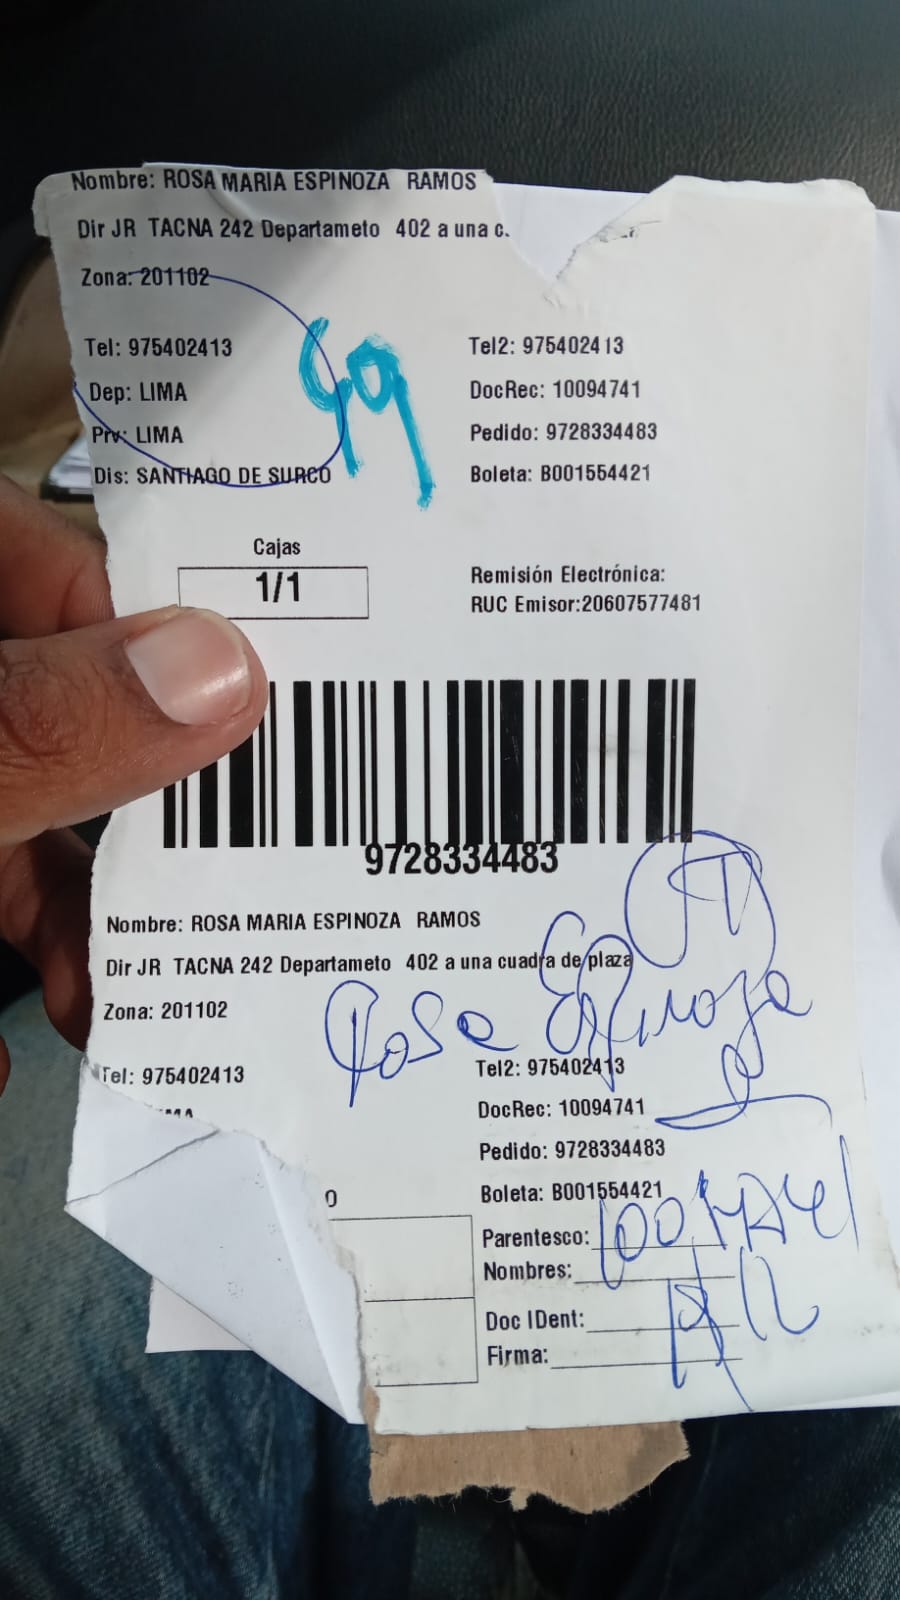 Nombre: ROSA MARIA ESPINOZA RAMOS
Dir JR TACNA 242 Departameto 402 a una c.
Zona: 201102
49
Tel: 975402413 Tel2: 975402413
Dep: LIMA DocRec: 10094741
Prv: LIMA Pedido: 9728334483
Dis: SANTIAGO DE SURCO Boleta: B001554421
Cajas
1/1
Remisión Electrónica:
RUC Emisor:20607577481
9728334483
Nombre: ROSA MARIA ESPINOZA RAMOS
Dir JR TACNA 242 Departameto 402 a una cuadra de plaza
Zona: 201102
Rosa Espinoza
Tel: 975402413 Tel2: 975402413
DocRec: 10094741
Pedido: 9728334483
Boleta: B001554421
Parentesco: 10094741
Nombres:
Doc IDent:
Firma: